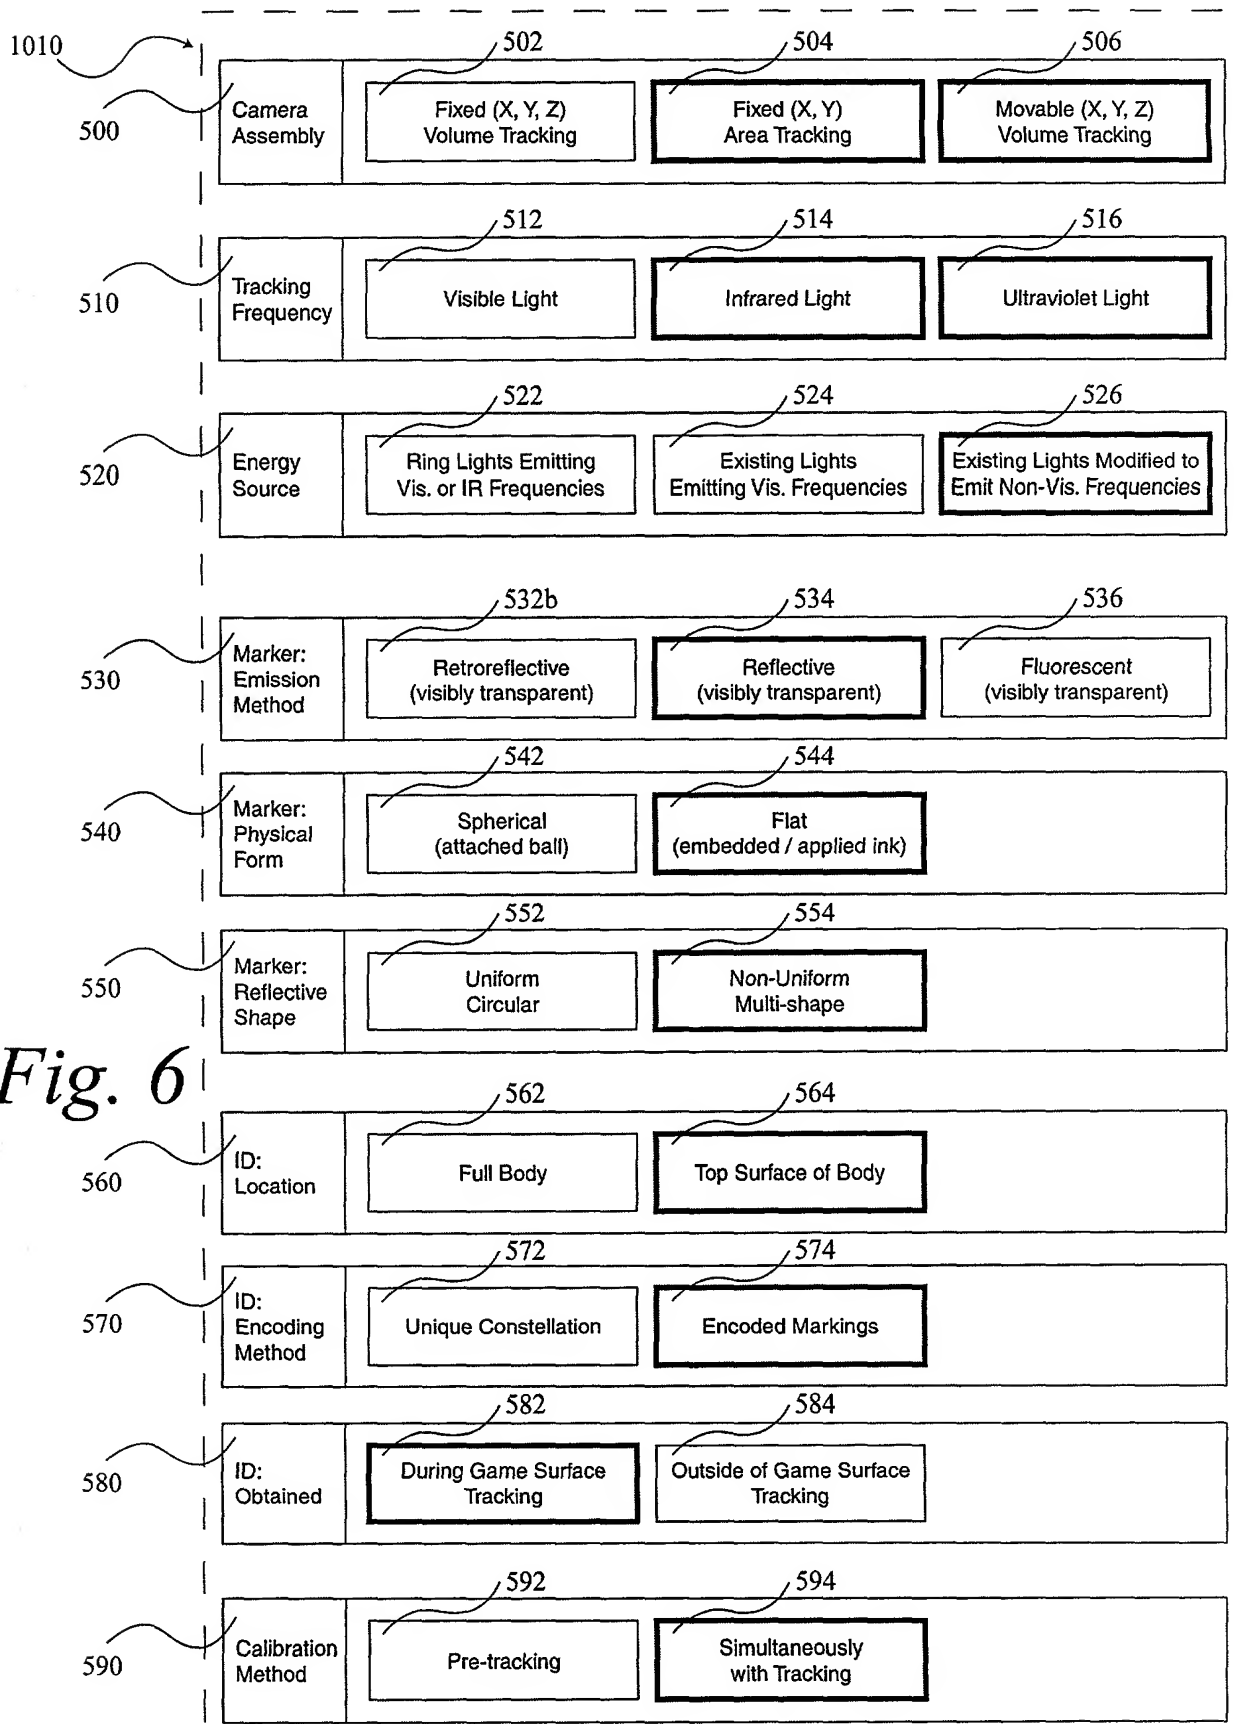 1010
502
504
506
500
Camera
Assembly
Fixed (X, Y, Z)
Volume Tracking
Fixed (X, Y)
Area Tracking
Movable (X, Y, Z)
Volume Tracking
512
514
516
510
Tracking
Frequency
Visible Light
Infrared Light
Ultraviolet Light
522
524
526
520
Energy
Source
Ring Lights Emitting
Vis. or IR Frequencies
Existing Lights
Emitting Vis. Frequencies
Existing Lights Modified to
Emit Non-Vis. Frequencies
532b
534
536
530
Marker:
Emission
Method
Retroreflective
(visibly transparent)
Reflective
(visibly transparent)
Fluorescent
(visibly transparent)
542
544
540
Marker:
Physical
Form
Spherical
(attached ball)
Flat
(embedded / applied ink)
552
554
550
Marker:
Reflective
Shape
Uniform
Circular
Non-Uniform
Multi-shape
Fig. 6
562
564
560
ID:
Location
Full Body
Top Surface of Body
572
574
570
ID:
Encoding
Method
Unique Constellation
Encoded Markings
582
584
580
ID:
Obtained
During Game Surface
Tracking
Outside of Game Surface
Tracking
592
594
590
Calibration
Method
Pre-tracking
Simultaneously
with Tracking